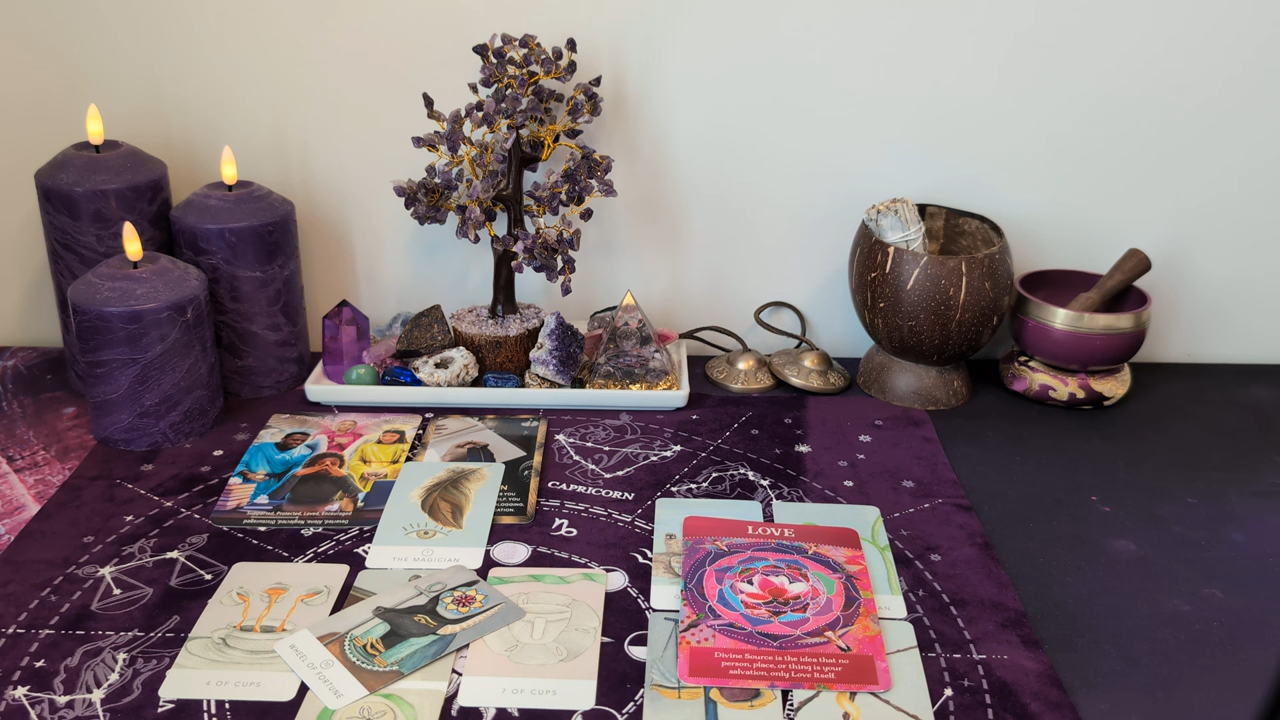 Supported, Protected, Loved, Encouraged
Deserted, Alone, Neglected, Discouraged
THE MAGICIAN
CAPRICORN
LOVE
Divine Source is the idea that no
person, place, or thing is your
salvation, only Love Itself.
4 OF CUPS
WHEEL OF FORTUNE
7 OF CUPS